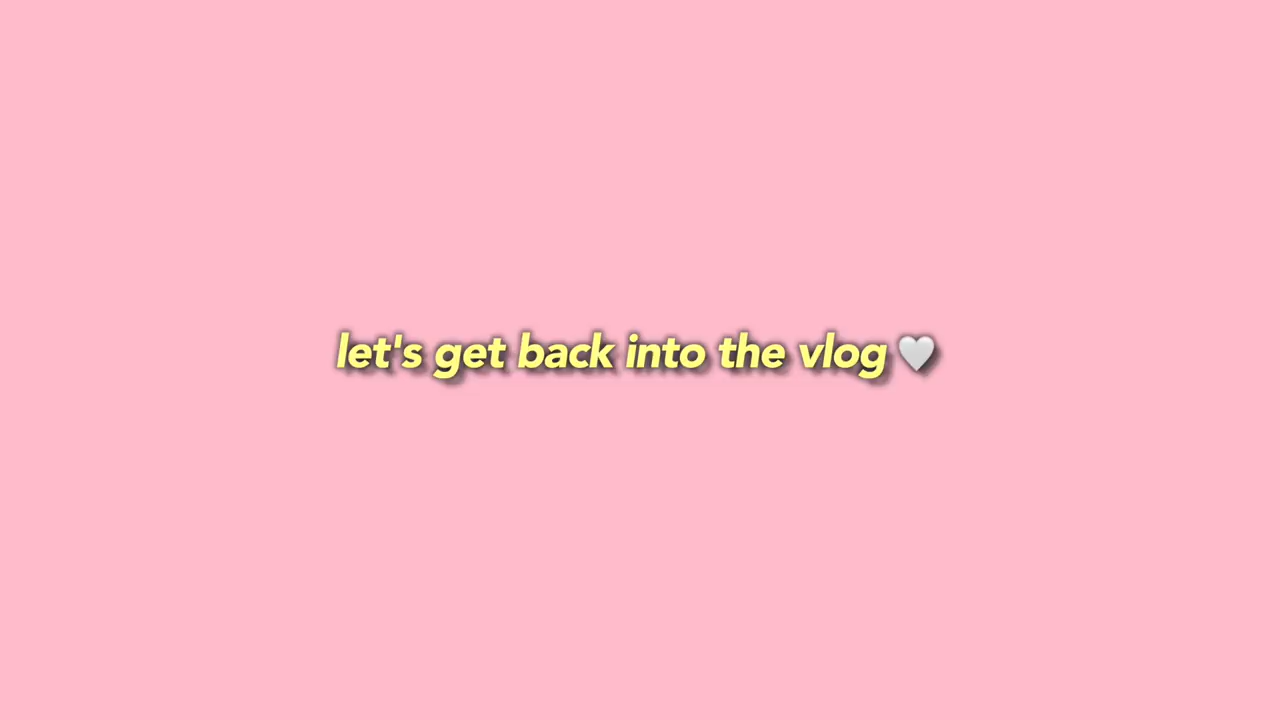 let's get back into the vlog 🤍